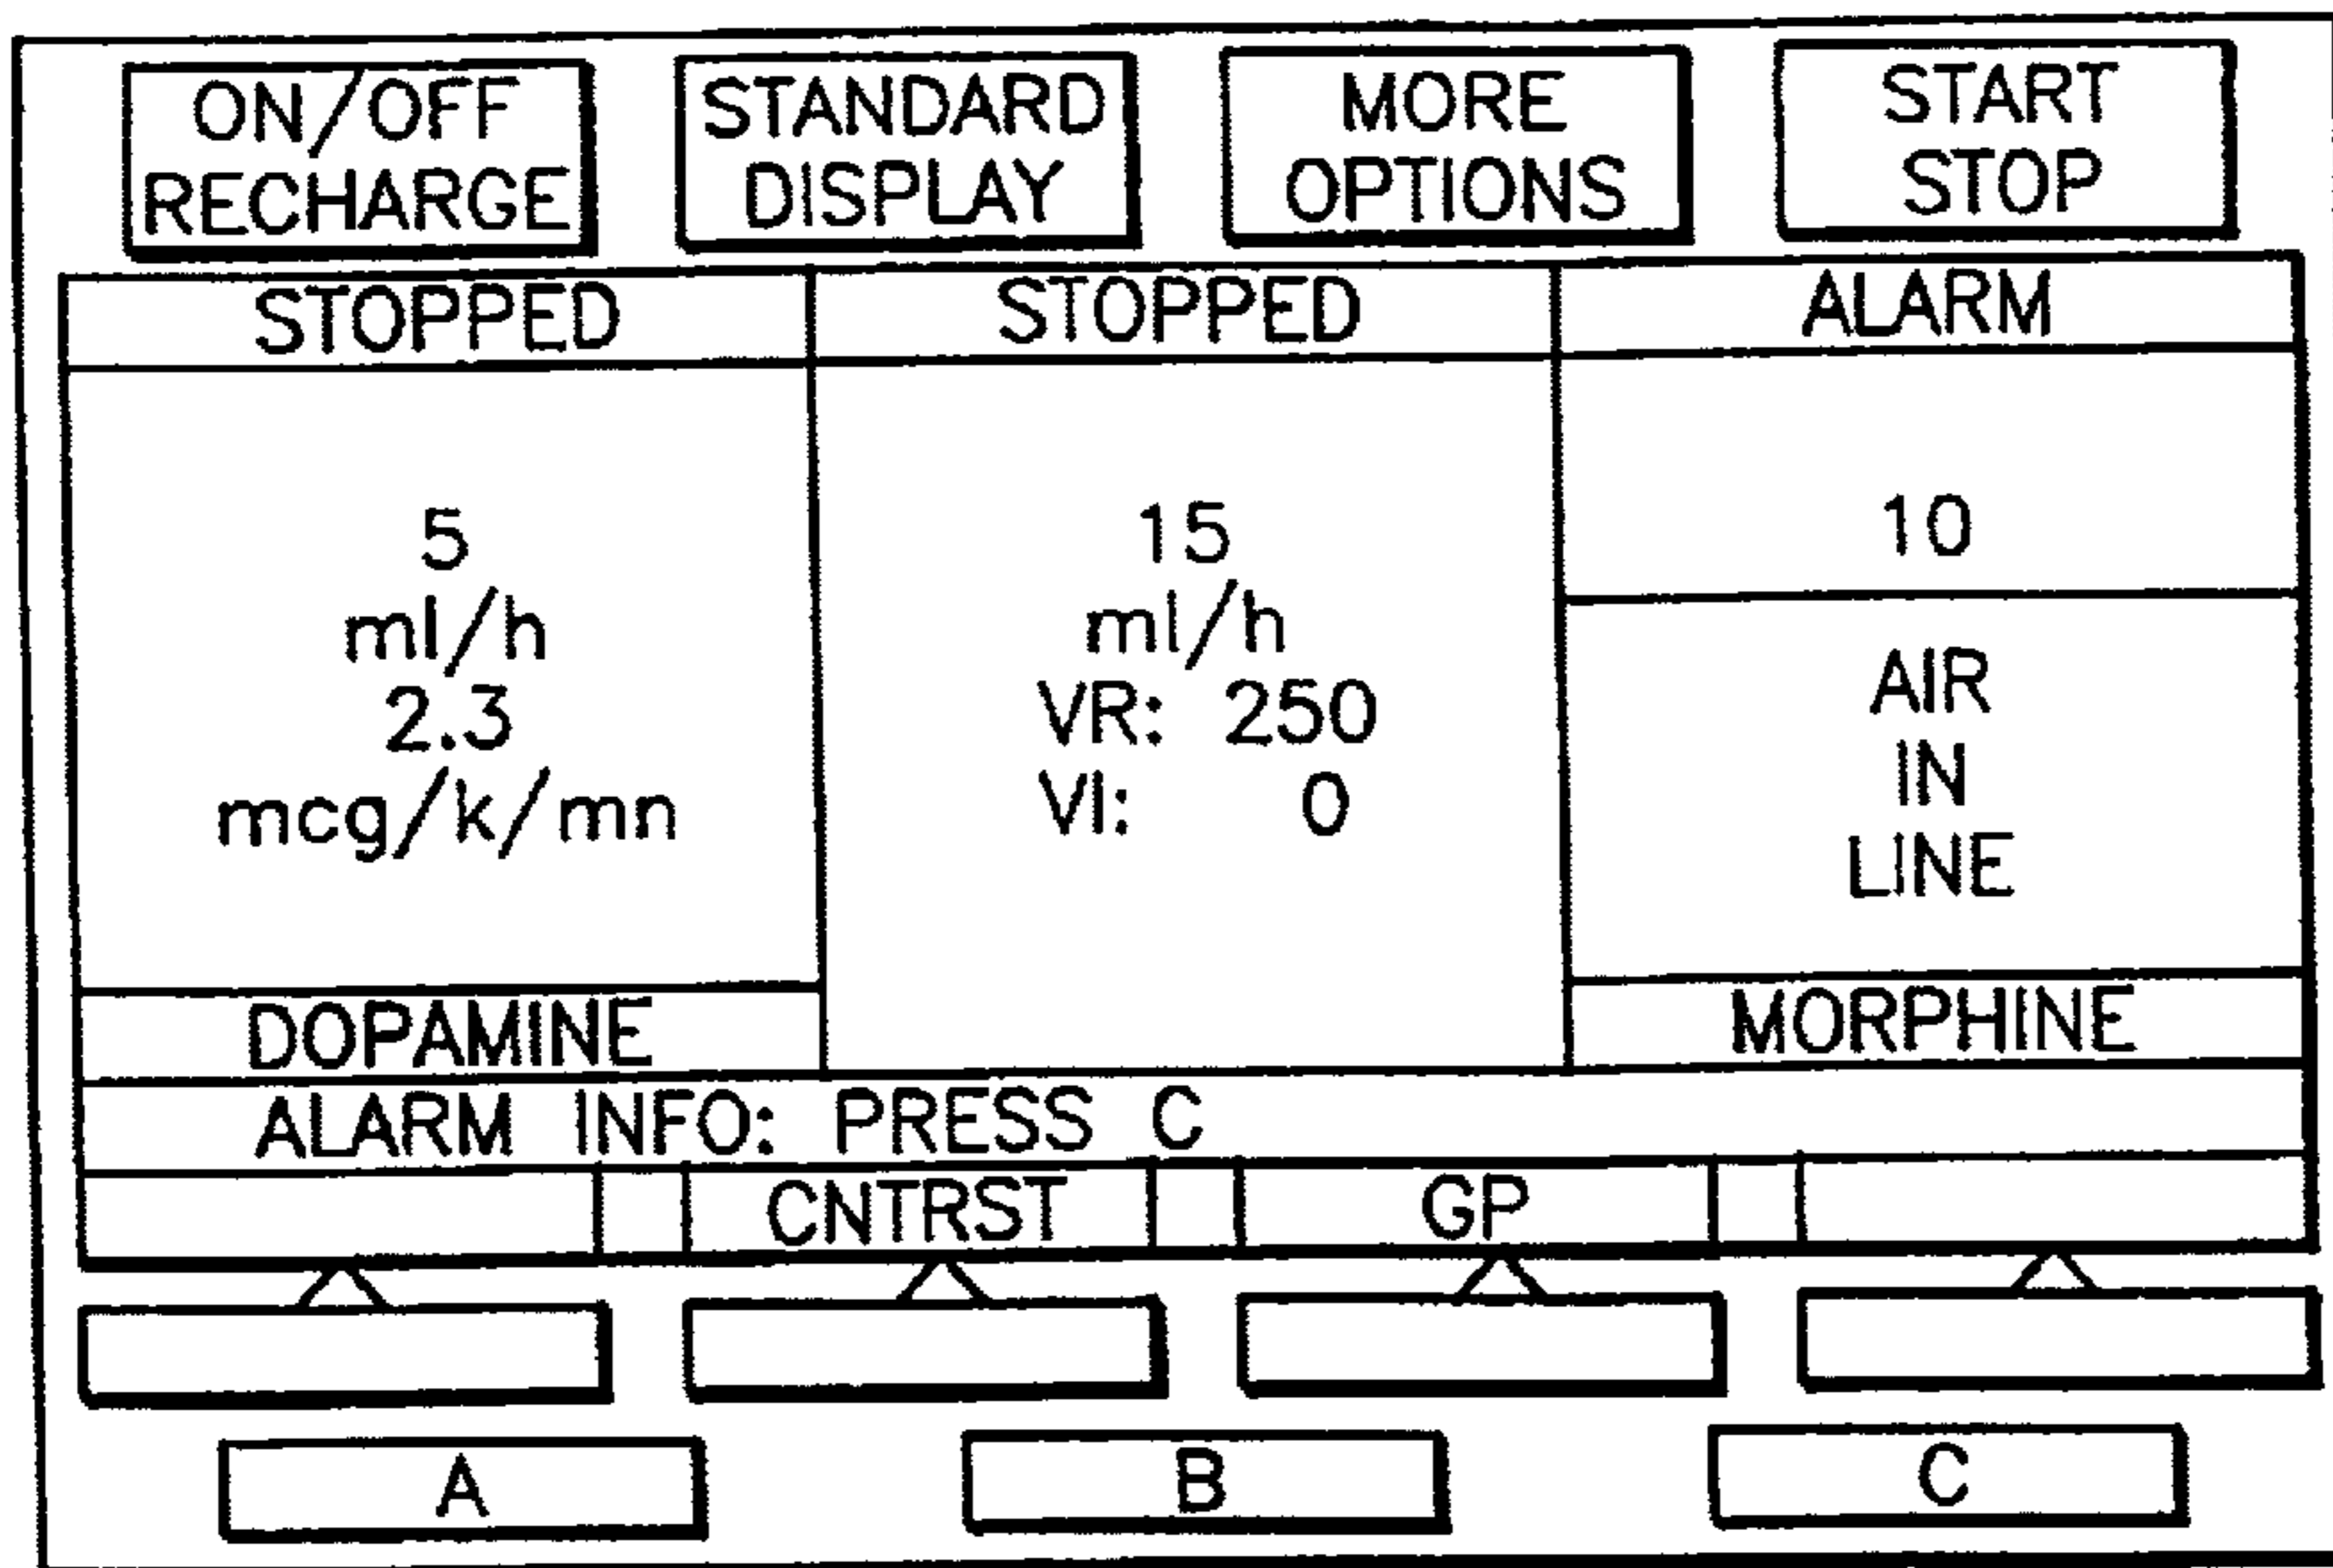 ON/OFF
RECHARGE
STANDARD
DISPLAY
MORE
OPTIONS
START
STOP
STOPPED
STOPPED
ALARM
5
ml/h
2.3
mcg/k/mn
DOPAMINE
15
ml/h
VR: 250
VI: 0
10
AIR
IN
LINE
MORPHINE
ALARM INFO: PRESS C
CNTRST
GP
A
B
C